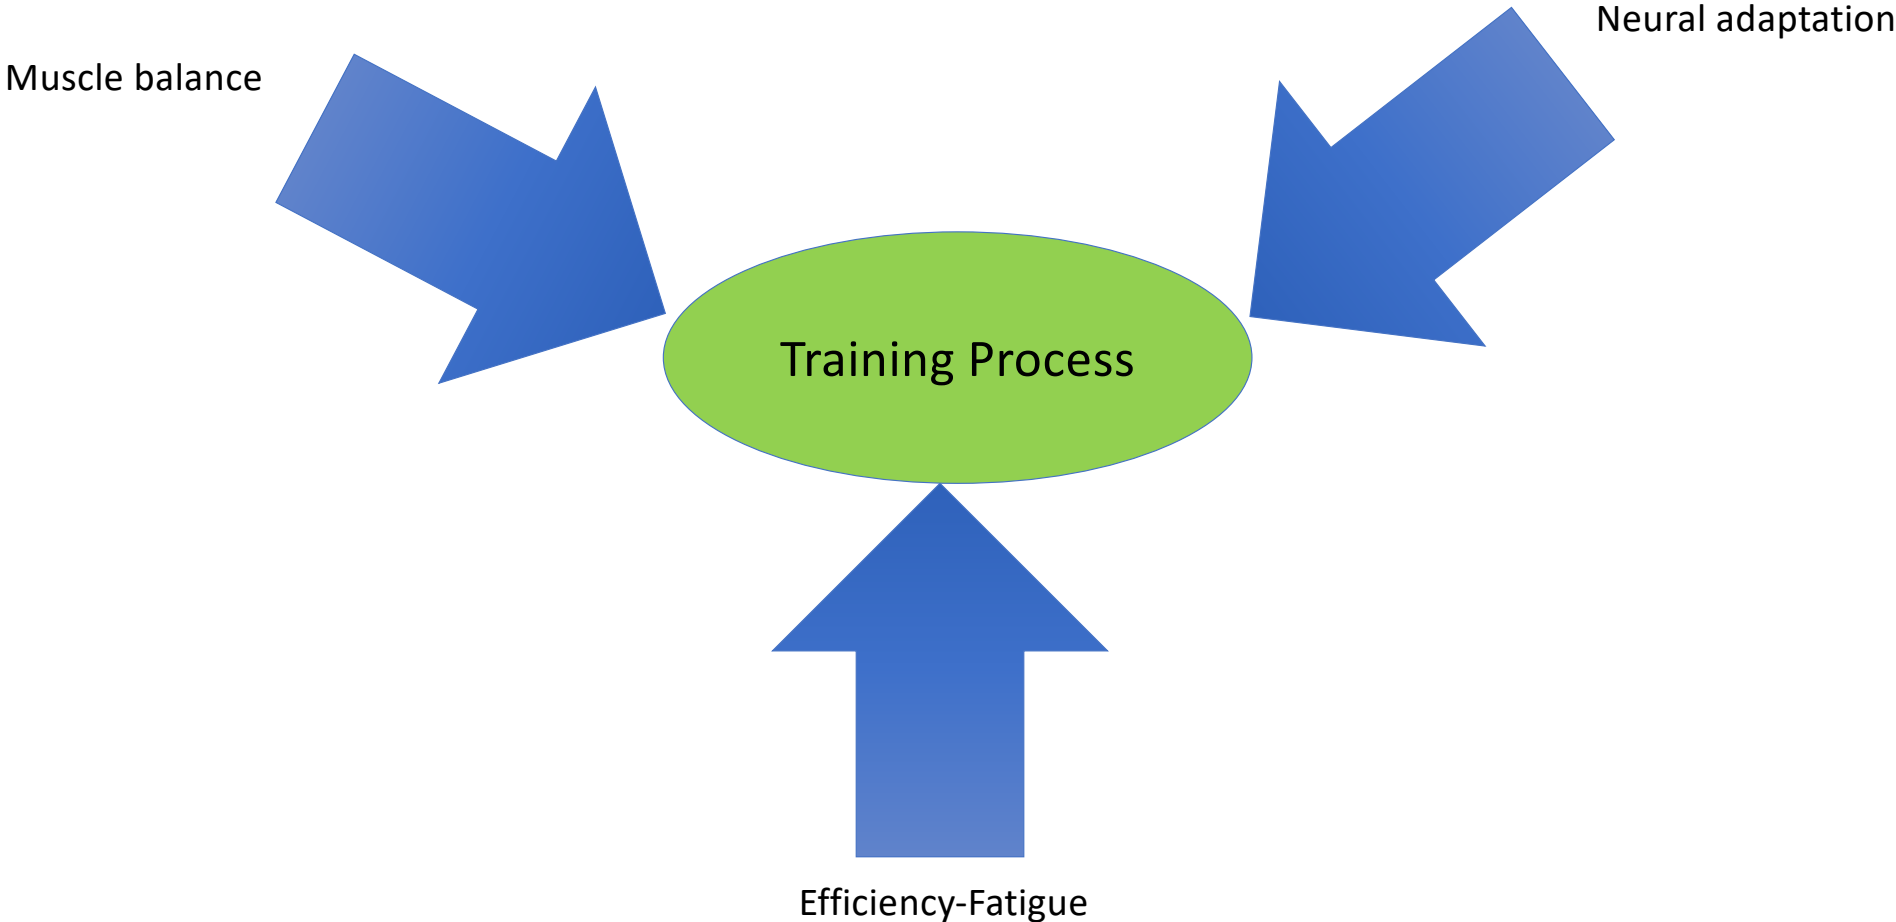 Neural adaptation
Muscle balance
Training Process
Efficiency-Fatigue